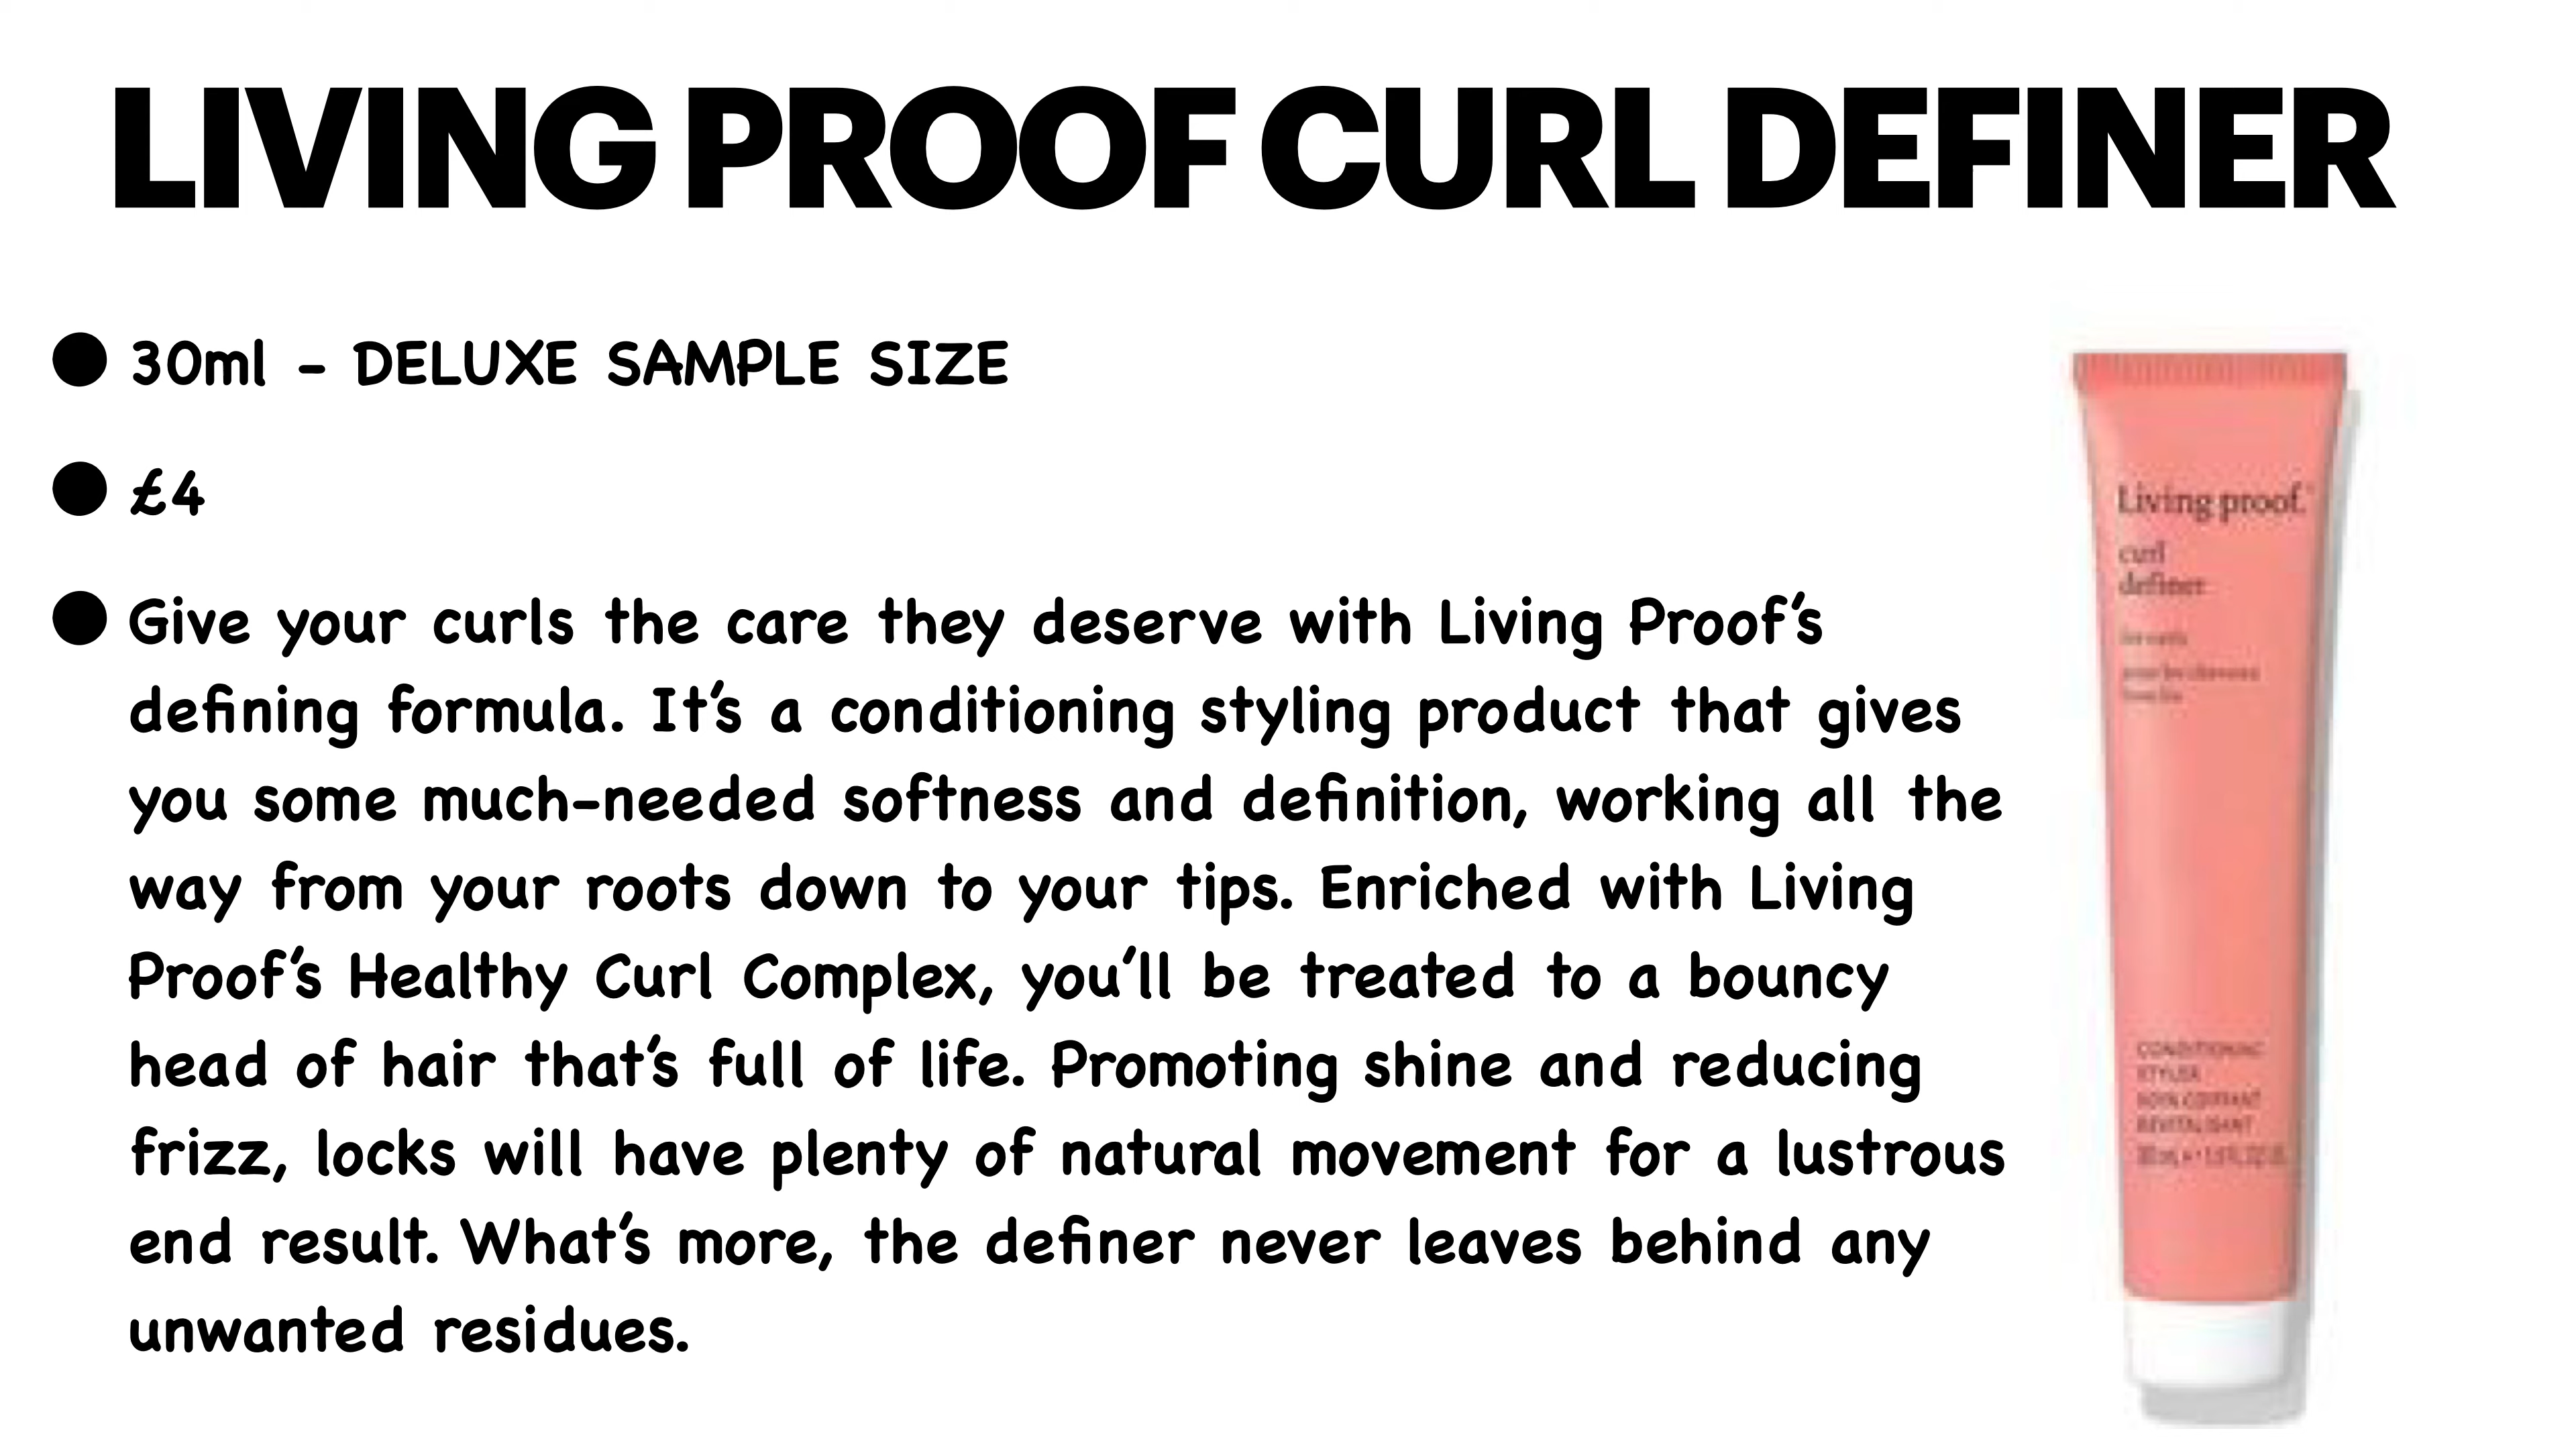 LIVING PROOF CURL DEFINER
● 30ml - DELUXE SAMPLE SIZE
● £4
● Give your curls the care they deserve with Living Proof's
defining formula. It's a conditioning styling product that gives
you some much-needed softness and definition, working all the
way from your roots down to your tips. Enriched with Living
Proof's Healthy Curl Complex, you'll be treated to a bouncy
head of hair that's full of life. Promoting shine and reducing
frizz, locks will have plenty of natural movement for a lustrous
end result. What's more, the definer never leaves behind any
unwanted residues.
Living proof.
curl
definer
CONDITIONING
STYLER
SOIN COIFFANT
REVITALISANT